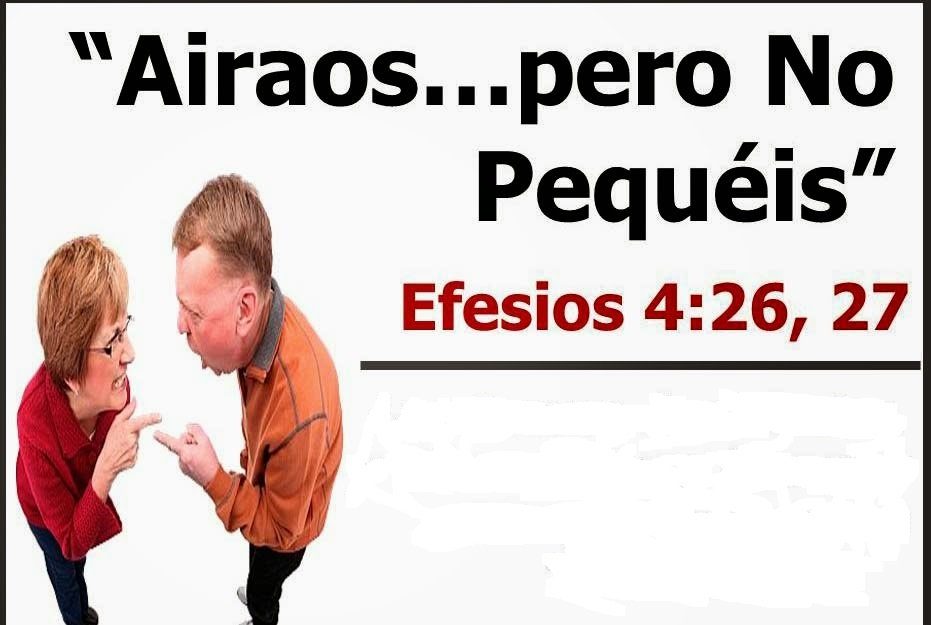 “Airaos...pero No
Pequéis”
Efesios 4:26, 27